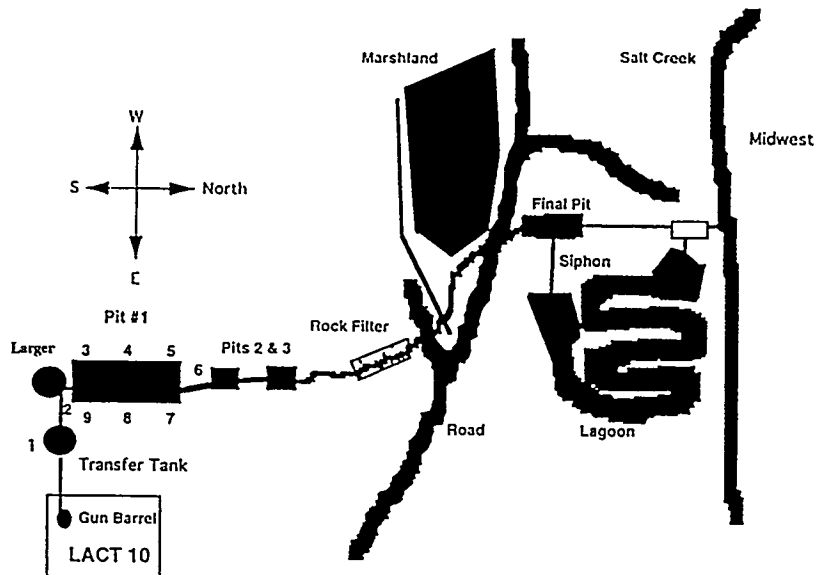 Marshland
Salt Creek
Midwest
W
S
North
E
Final Pit
Siphon
Pit #1
Rock Filter
Larger
3 4 5
6
Pits 2 & 3
2
9 8 7
1
Transfer Tank
Road
Lagoon
Gun Barrel
LACT 10